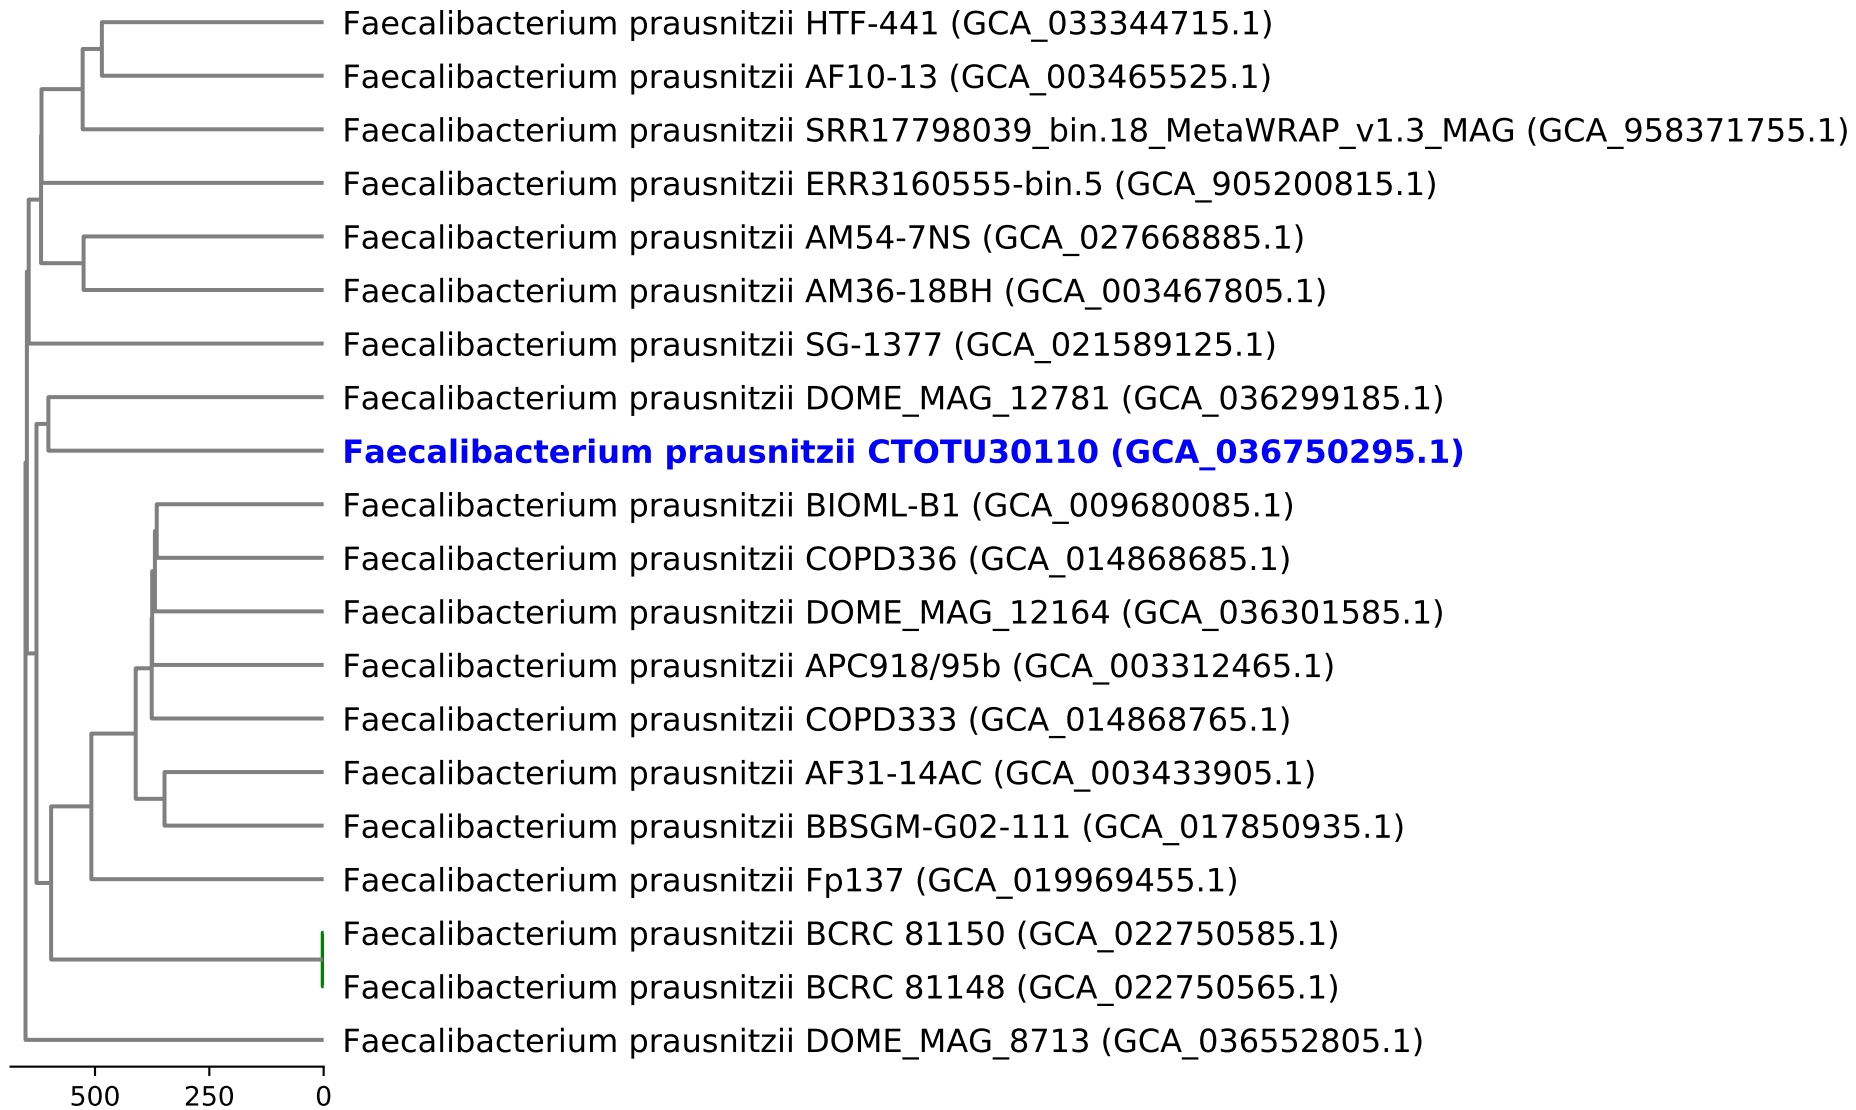 Faecalibacterium prausnitzii HTF-441 (GCA_033344715.1)
Faecalibacterium prausnitzii AF10-13 (GCA_003465525.1)
Faecalibacterium prausnitzii SRR17798039_bin.18_MetaWRAP_v1.3_MAG (GCA_958371755.1)
Faecalibacterium prausnitzii ERR3160555-bin.5 (GCA_905200815.1)
Faecalibacterium prausnitzii AM54-7NS (GCA_027668885.1)
Faecalibacterium prausnitzii AM36-18BH (GCA_003467805.1)
Faecalibacterium prausnitzii SG-1377 (GCA_021589125.1)
Faecalibacterium prausnitzii DOME_MAG_12781 (GCA_036299185.1)
Faecalibacterium prausnitzii CTOTU30110 (GCA_036750295.1)
Faecalibacterium prausnitzii BIOML-B1 (GCA_009680085.1)
Faecalibacterium prausnitzii COPD336 (GCA_014868685.1)
Faecalibacterium prausnitzii DOME_MAG_12164 (GCA_036301585.1)
Faecalibacterium prausnitzii APC918/95b (GCA_003312465.1)
Faecalibacterium prausnitzii COPD333 (GCA_014868765.1)
Faecalibacterium prausnitzii AF31-14AC (GCA_003433905.1)
Faecalibacterium prausnitzii BBSGM-G02-111 (GCA_017850935.1)
Faecalibacterium prausnitzii Fp137 (GCA_019969455.1)
Faecalibacterium prausnitzii BCRC 81150 (GCA_022750585.1)
Faecalibacterium prausnitzii BCRC 81148 (GCA_022750565.1)
Faecalibacterium prausnitzii DOME_MAG_8713 (GCA_036552805.1)
500 250 0